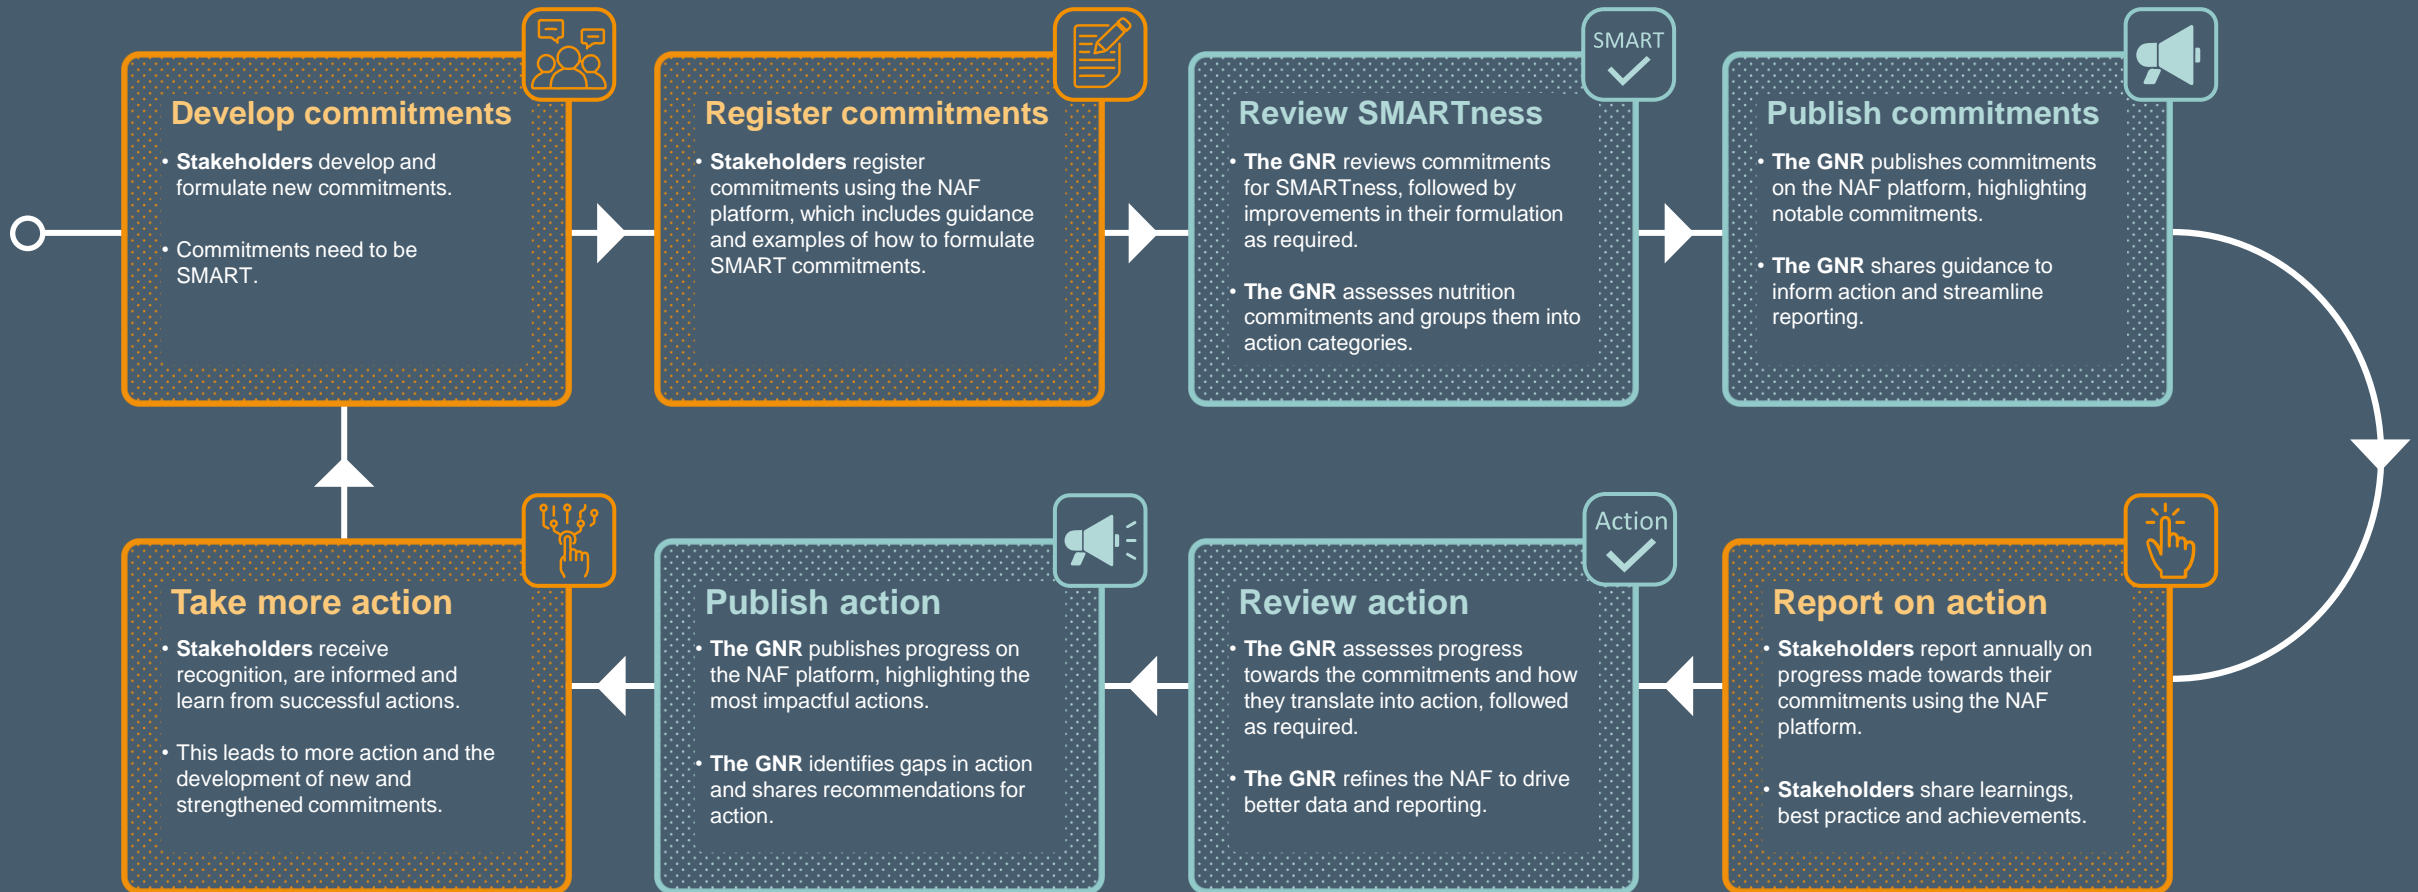 SMART
Develop commitments
• Stakeholders develop and
formulate new commitments.
• Commitments need to be
SMART.
Register commitments
• Stakeholders register
commitments using the NAF
platform, which includes guidance
and examples of how to formulate
SMART commitments.
Review SMARTness
• The GNR reviews commitments
for SMARTness, followed by
improvements in their formulation
as required.
• The GNR assesses nutrition
commitments and groups them into
action categories.
Publish commitments
• The GNR publishes commitments
on the NAF platform, highlighting
notable commitments.
• The GNR shares guidance to
inform action and streamline
reporting.
Action
Report on action
• Stakeholders report annually on
progress made towards their
commitments using the NAF
platform.
• Stakeholders share learnings,
best practice and achievements.
Review action
• The GNR assesses progress
towards the commitments and how
they translate into action, followed
as required.
• The GNR refines the NAF to drive
better data and reporting.
Publish action
• The GNR publishes progress on
the NAF platform, highlighting the
most impactful actions.
• The GNR identifies gaps in action
and shares recommendations for
action.
Take more action
• Stakeholders receive
recognition, are informed and
learn from successful actions.
• This leads to more action and the
development of new and
strengthened commitments.